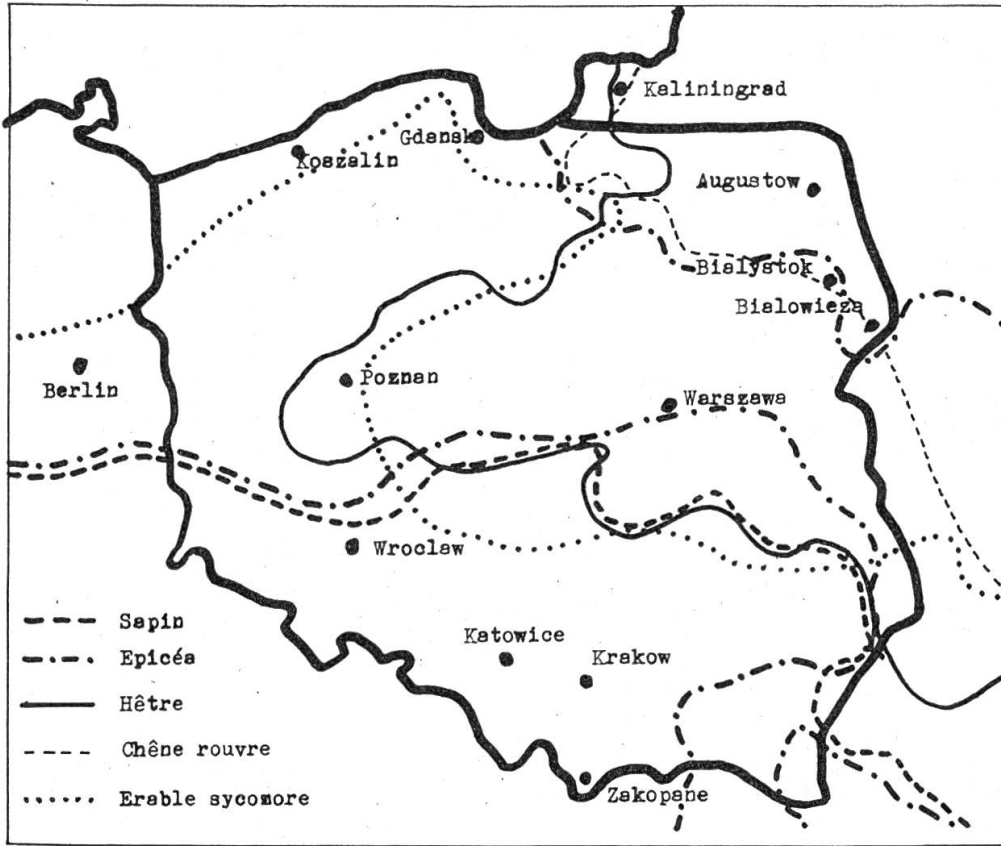 Kaliningrad
Gdansk
Koszalin
Augustow
Bialystok
Bialowieza
Berlin
Poznan
Warszawa
Wroclaw
Katowice
Krakow
Zakopane
Sapin
Epicéa
Hêtre
Chêne rouvre
Erable sycomore